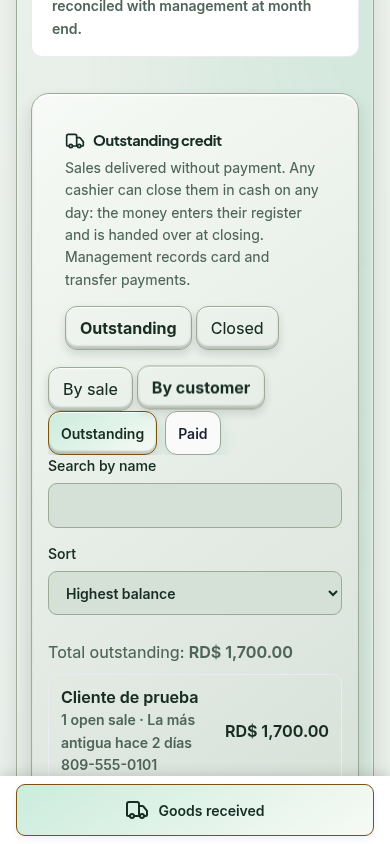 reconciled with management at month
end.
Outstanding credit
Sales delivered without payment. Any
cashier can close them in cash on any
day: the money enters their register
and is handed over at closing.
Management records card and
transfer payments.
Outstanding Closed
By sale By customer
Outstanding Paid
Search by name
Sort
Highest balance
Total outstanding: RD$ 1,700.00
Cliente de prueba
1 open sale · La más
antigua hace 2 días
RD$ 1,700.00
809-555-0101
Goods received